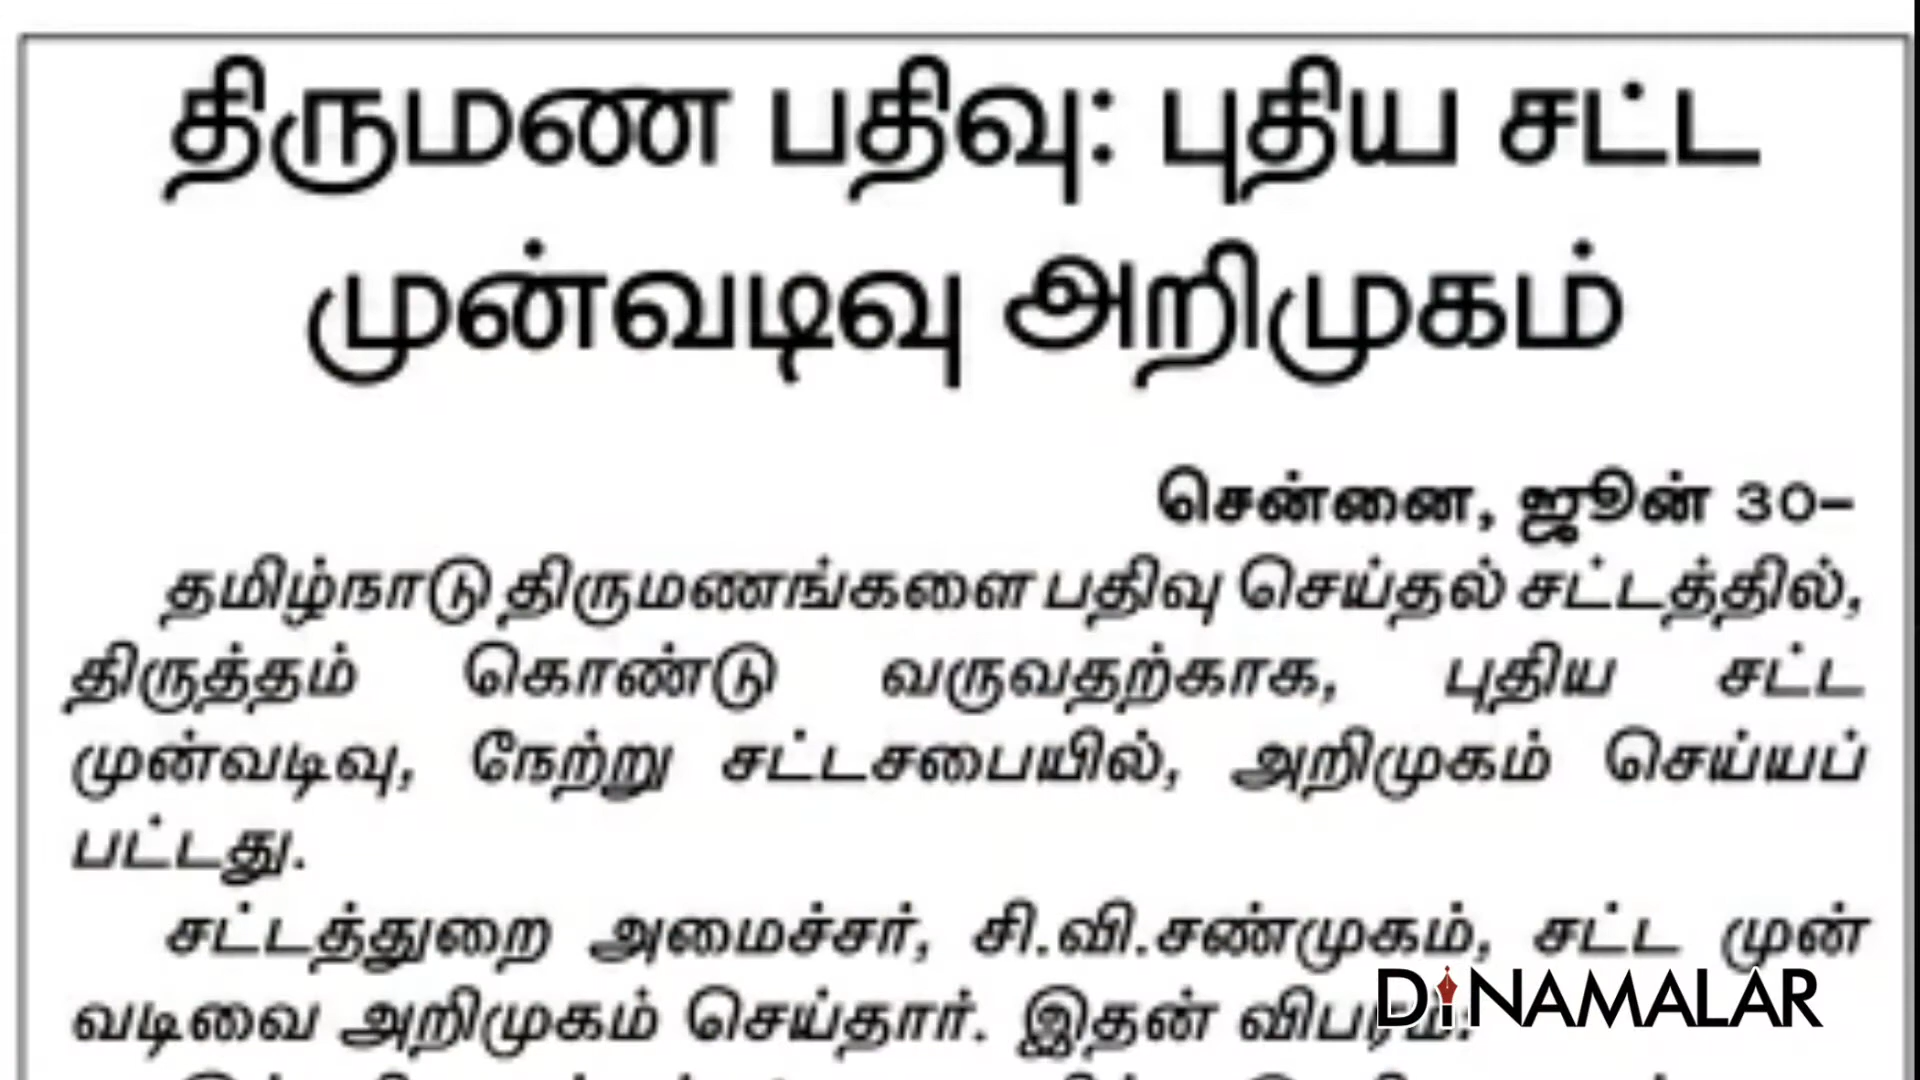 திருமண பதிவு: புதிய சட்ட
முன்வடிவு அறிமுகம்
சென்னை, ஜூன் 30–
தமிழ்நாடு திருமணங்களை பதிவு செய்தல் சட்டத்தில்,
திருத்தம் கொண்டு வருவதற்காக, புதிய சட்ட
முன்வடிவு, நேற்று சட்டசபையில், அறிமுகம் செய்யப்
பட்டது.
சட்டத்துறை அமைச்சர், சி.வி.சண்முகம், சட்ட முன்
வடிவை அறிமுகம் செய்தார். இதன் விபரம்:
DINAMALAR